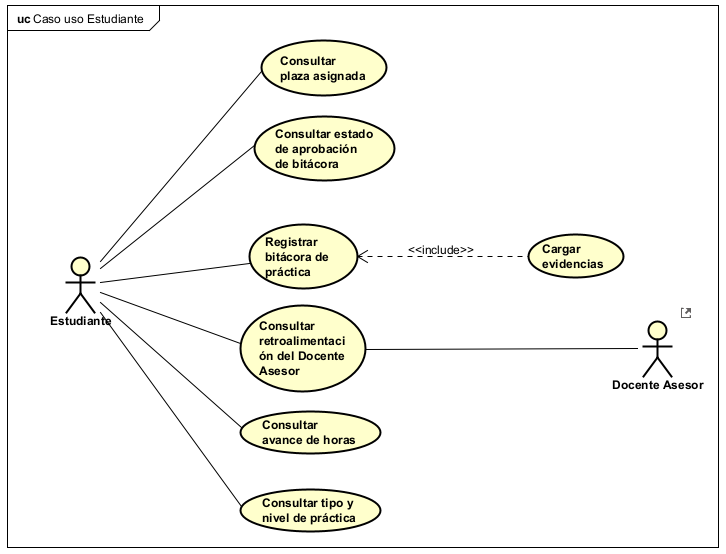 uc Caso uso Estudiante
Consultar
plaza asignada
Consultar estado
de aprobación
de bitácora
Registrar
bitácora de
práctica
<<include>>
Cargar
evidencias
Estudiante
Consultar
retroalimentaci
ón del Docente
Asesor
Docente Asesor
Consultar
avance de horas
Consultar tipo y
nivel de práctica